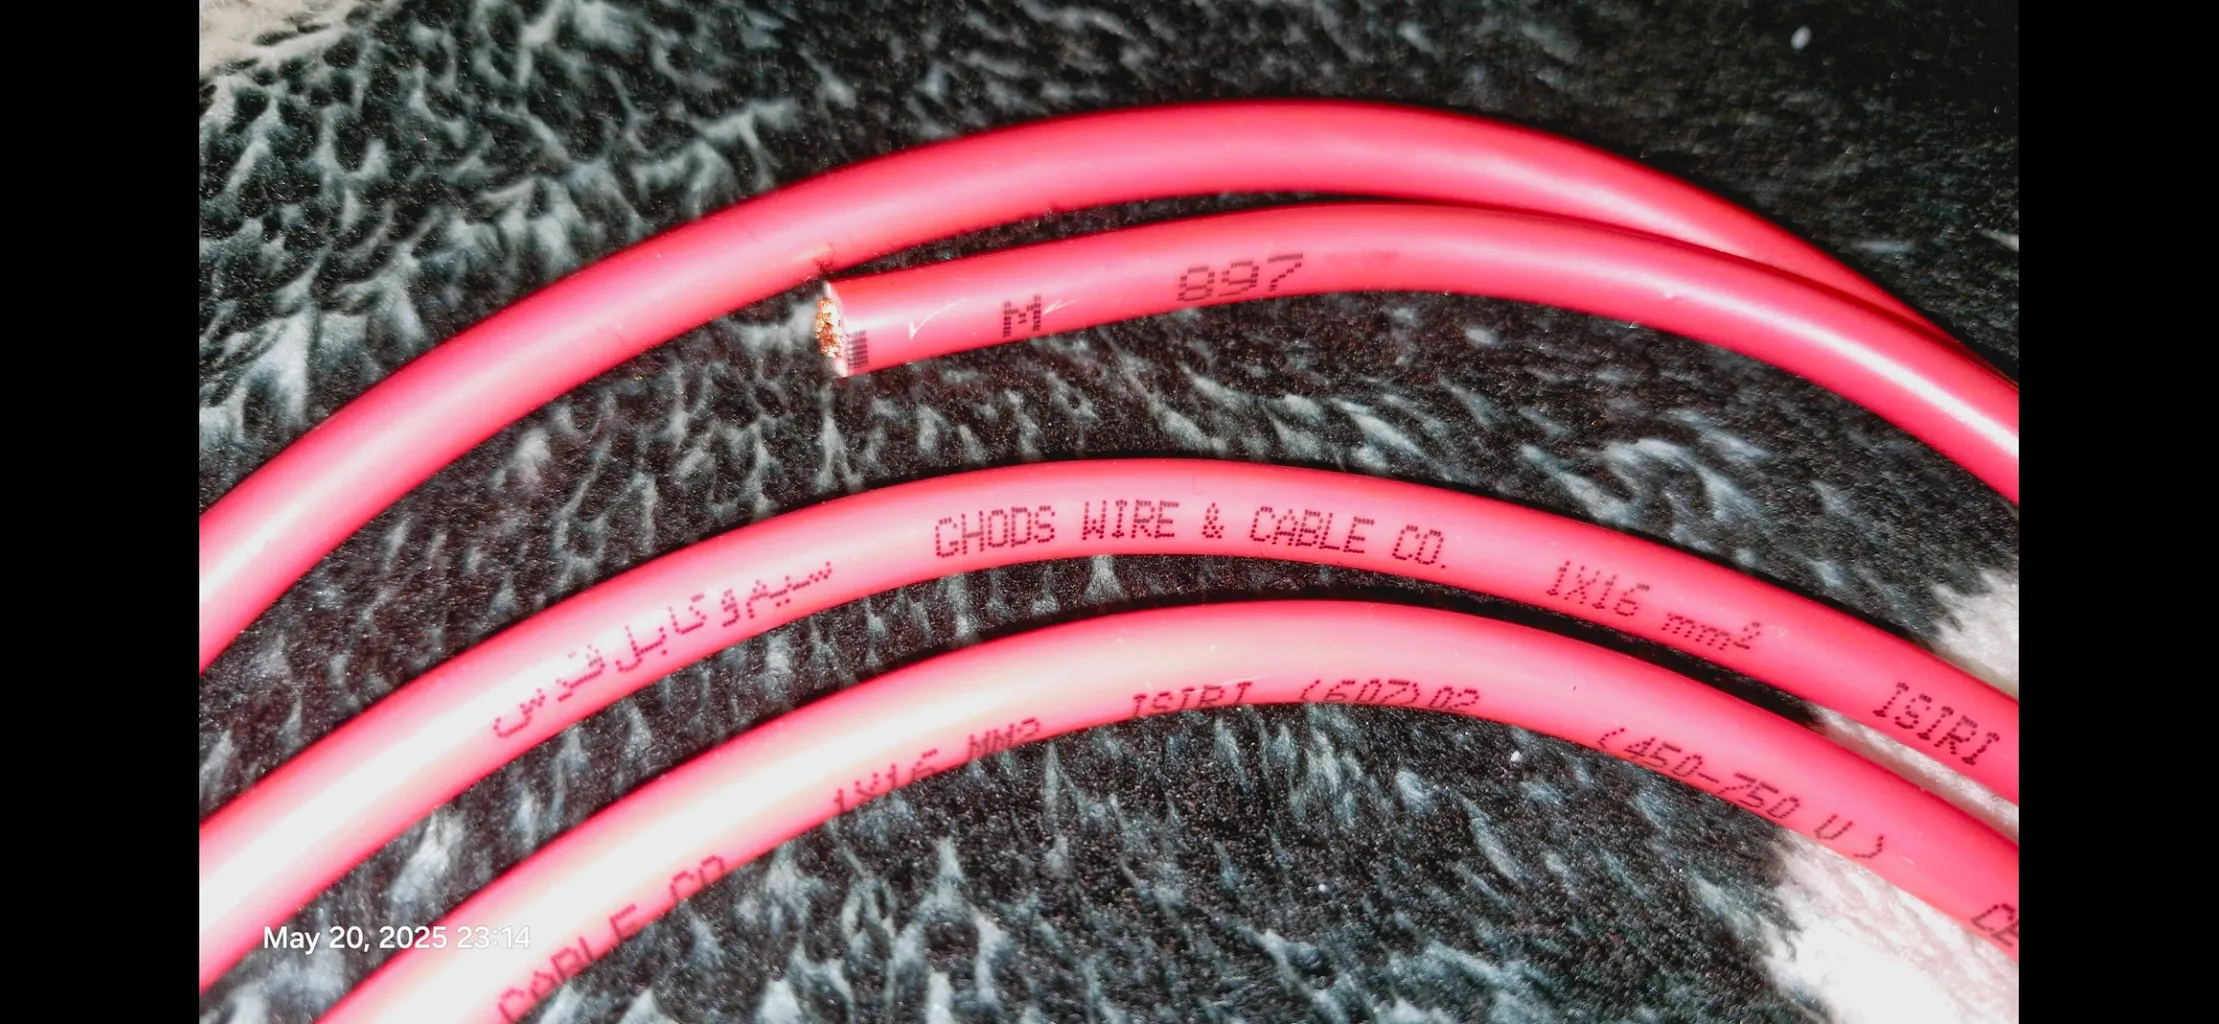 M 897
سیم و کابل قدس
GHODS WIRE & CABLE CO. 1X16 mm² ISIRI
CABLE CO 1X16 MM2 ISIRI (607)02 (450-750 V)
May 20, 2025 23:14